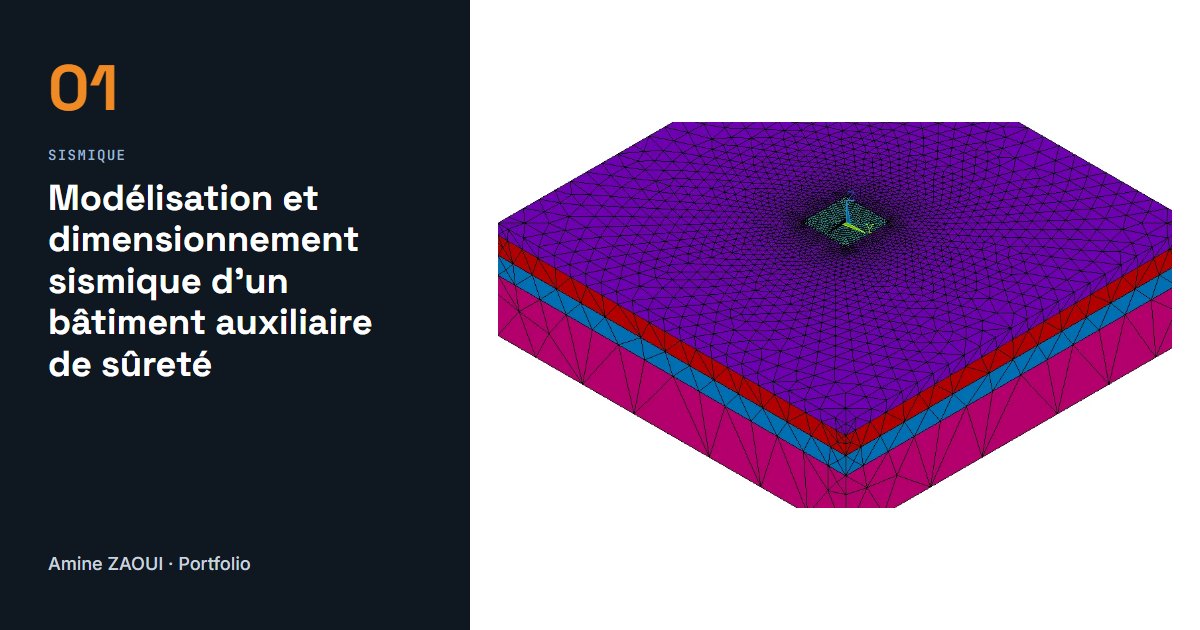 01
SISMIQUE
Modélisation et
dimensionnement
sismique d’un
bâtiment auxiliaire
de sûreté
Amine ZAOUI · Portfolio